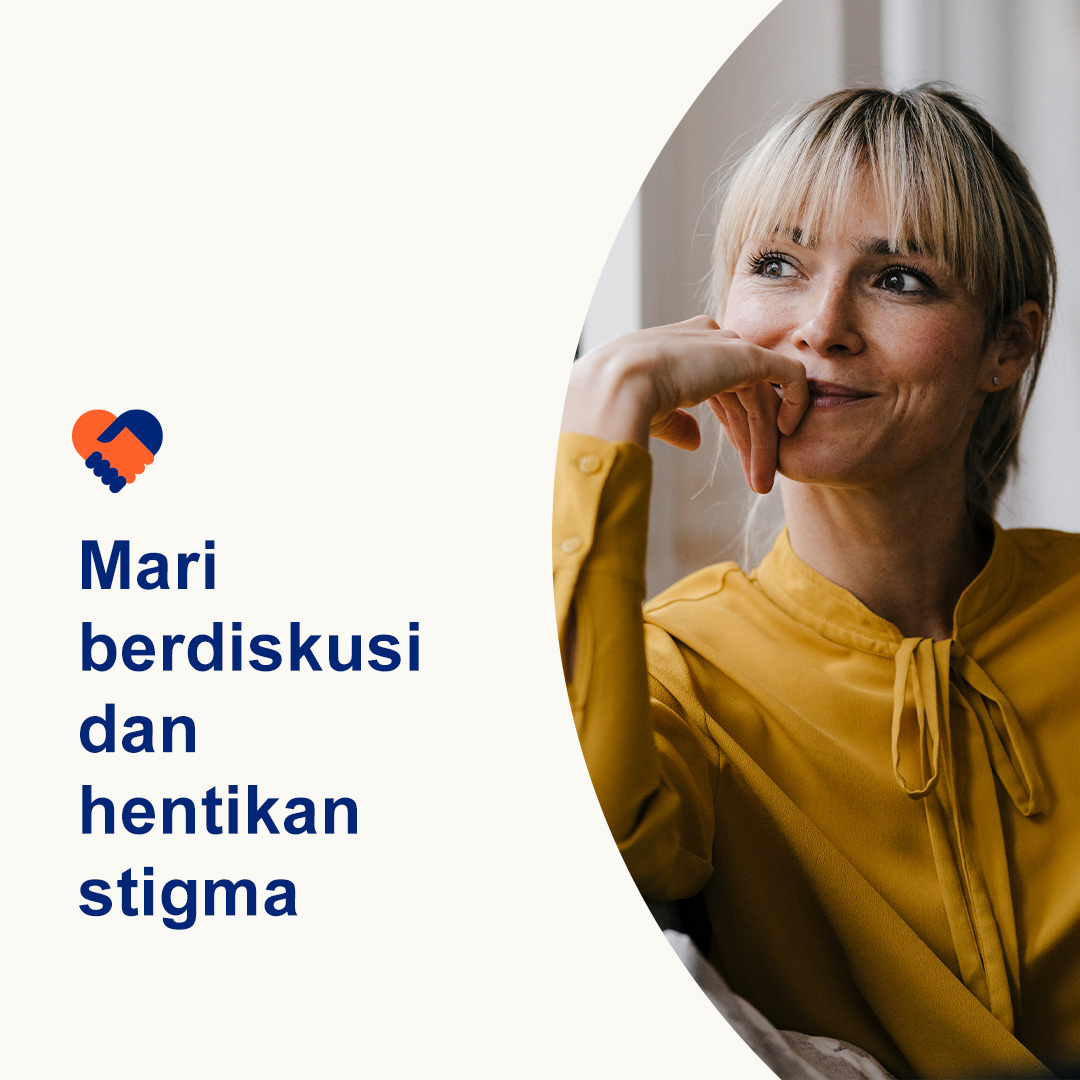 Mari
berdiskusi
dan
hentikan
stigma